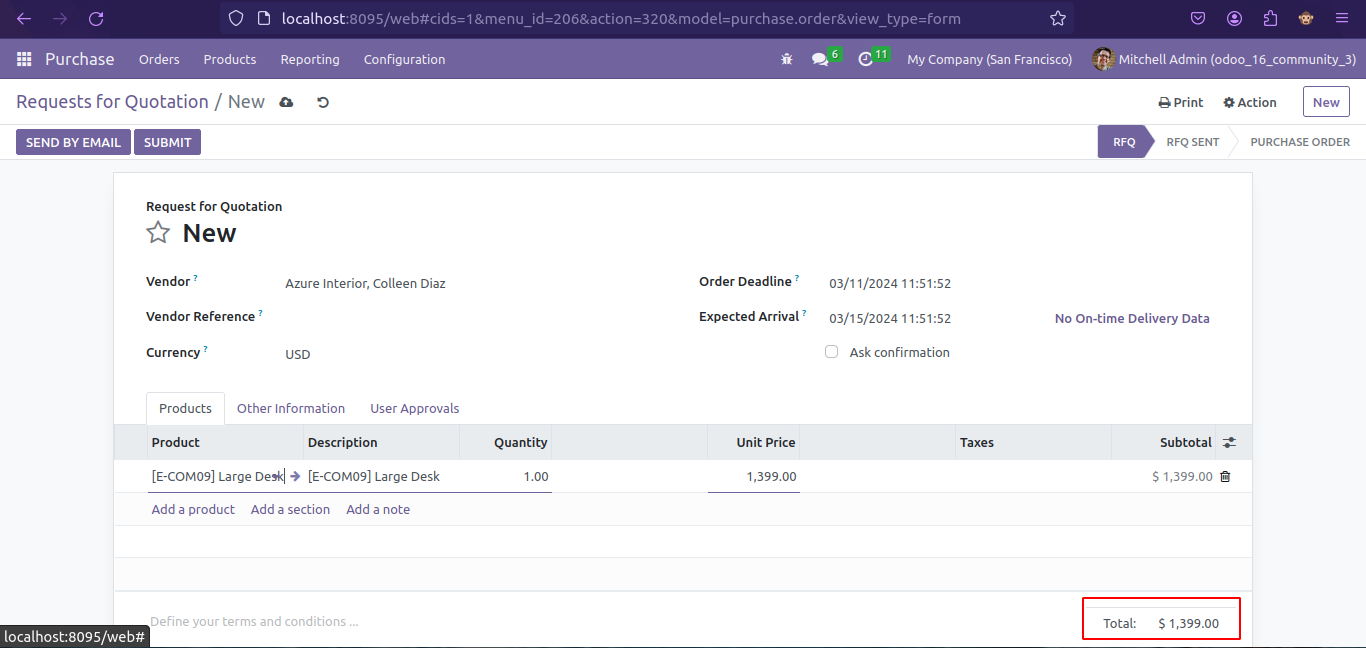 localhost:8095/web#cids=1&menu_id=206&action=320&model=purchase.order&view_type=form
Purchase Orders Products Reporting Configuration 6 11 My Company (San Francisco) Mitchell Admin (odoo_16_community_3)
Requests for Quotation / New Print Action New
SEND BY EMAIL SUBMIT RFQ RFQ SENT PURCHASE ORDER
Request for Quotation
New
Vendor ? Azure Interior, Colleen Diaz Order Deadline ? 03/11/2024 11:51:52
Vendor Reference ? Expected Arrival ? 03/15/2024 11:51:52 No On-time Delivery Data
Currency ? USD Ask confirmation
Products Other Information User Approvals
Product Description Quantity Unit Price Taxes Subtotal
[E-COM09] Large Desk [E-COM09] Large Desk 1.00 1,399.00 $ 1,399.00
Add a product Add a section Add a note
Define your terms and conditions ... Total: $ 1,399.00
localhost:8095/web#